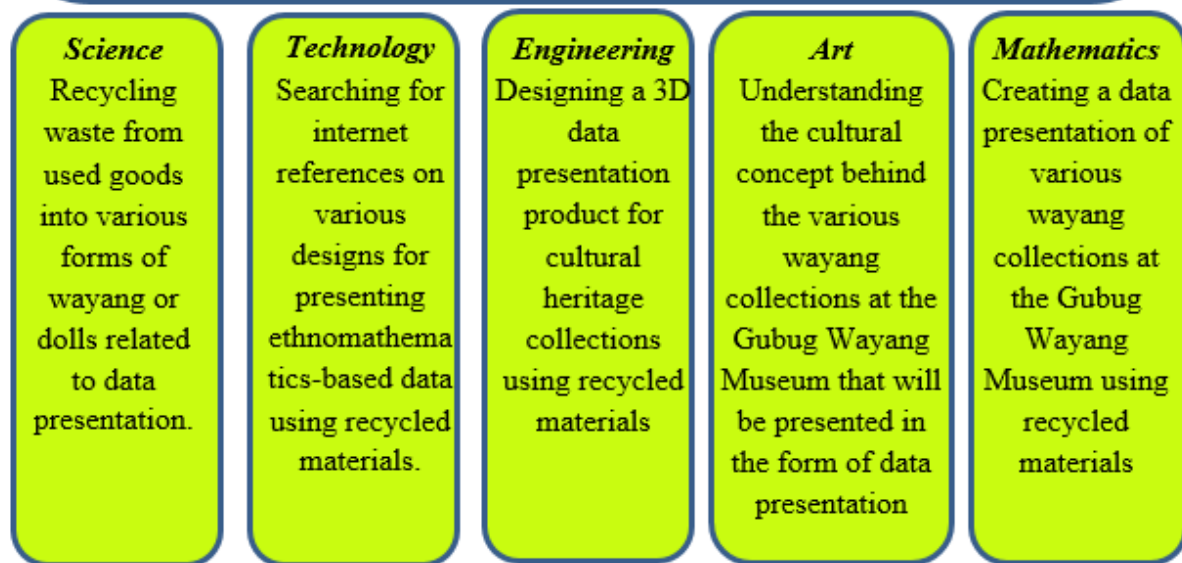 Science
Recycling
waste from
used goods
into various
forms of
wayang or
dolls related
to data
presentation.
Technology
Searching for
internet
references on
various
designs for
presenting
ethnomathema
tics-based data
using recycled
materials.
Engineering
Designing a 3D
data
presentation
product for
cultural
heritage
collections
using recycled
materials
Art
Understanding
the cultural
concept behind
the various
wayang
collections at the
Gubug Wayang
Museum that will
be presented in
the form of data
presentation
Mathematics
Creating a data
presentation of
various
wayang
collections at
the Gubug
Wayang
Museum using
recycled
materials